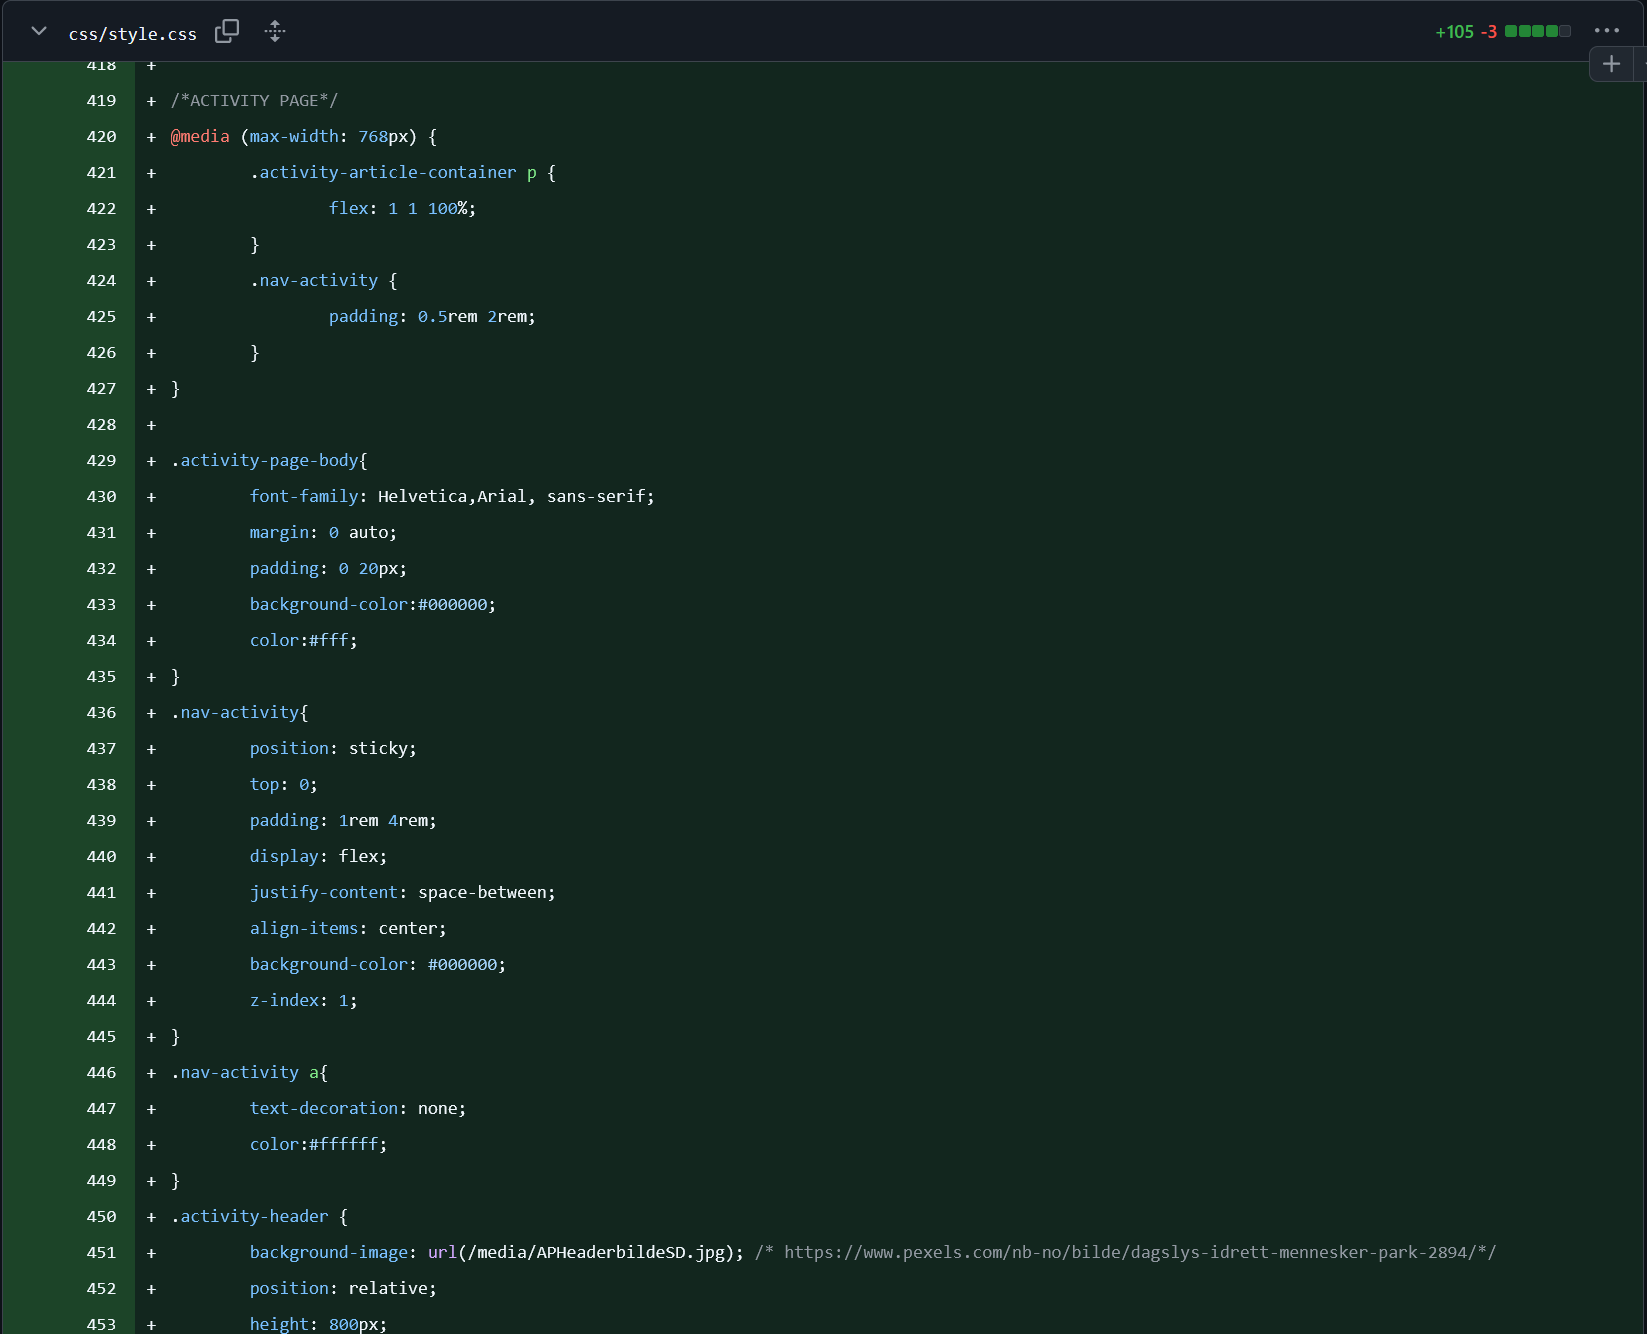 css/style.css +105 -3
418 +
419 + /*ACTIVITY PAGE*/
420 + @media (max-width: 768px) {
421 + .activity-article-container p {
422 + flex: 1 1 100%;
423 + }
424 + .nav-activity {
425 + padding: 0.5rem 2rem;
426 + }
427 + }
428 +
429 + .activity-page-body{
430 + font-family: Helvetica,Arial, sans-serif;
431 + margin: 0 auto;
432 + padding: 0 20px;
433 + background-color:#000000;
434 + color:#fff;
435 + }
436 + .nav-activity{
437 + position: sticky;
438 + top: 0;
439 + padding: 1rem 4rem;
440 + display: flex;
441 + justify-content: space-between;
442 + align-items: center;
443 + background-color: #000000;
444 + z-index: 1;
445 + }
446 + .nav-activity a{
447 + text-decoration: none;
448 + color:#ffffff;
449 + }
450 + .activity-header {
451 + background-image: url(/media/APHeaderbildeSD.jpg); /* https://www.pexels.com/nb-no/bilde/dagslys-idrett-mennesker-park-2894/*/
452 + position: relative;
453 + height: 800px;